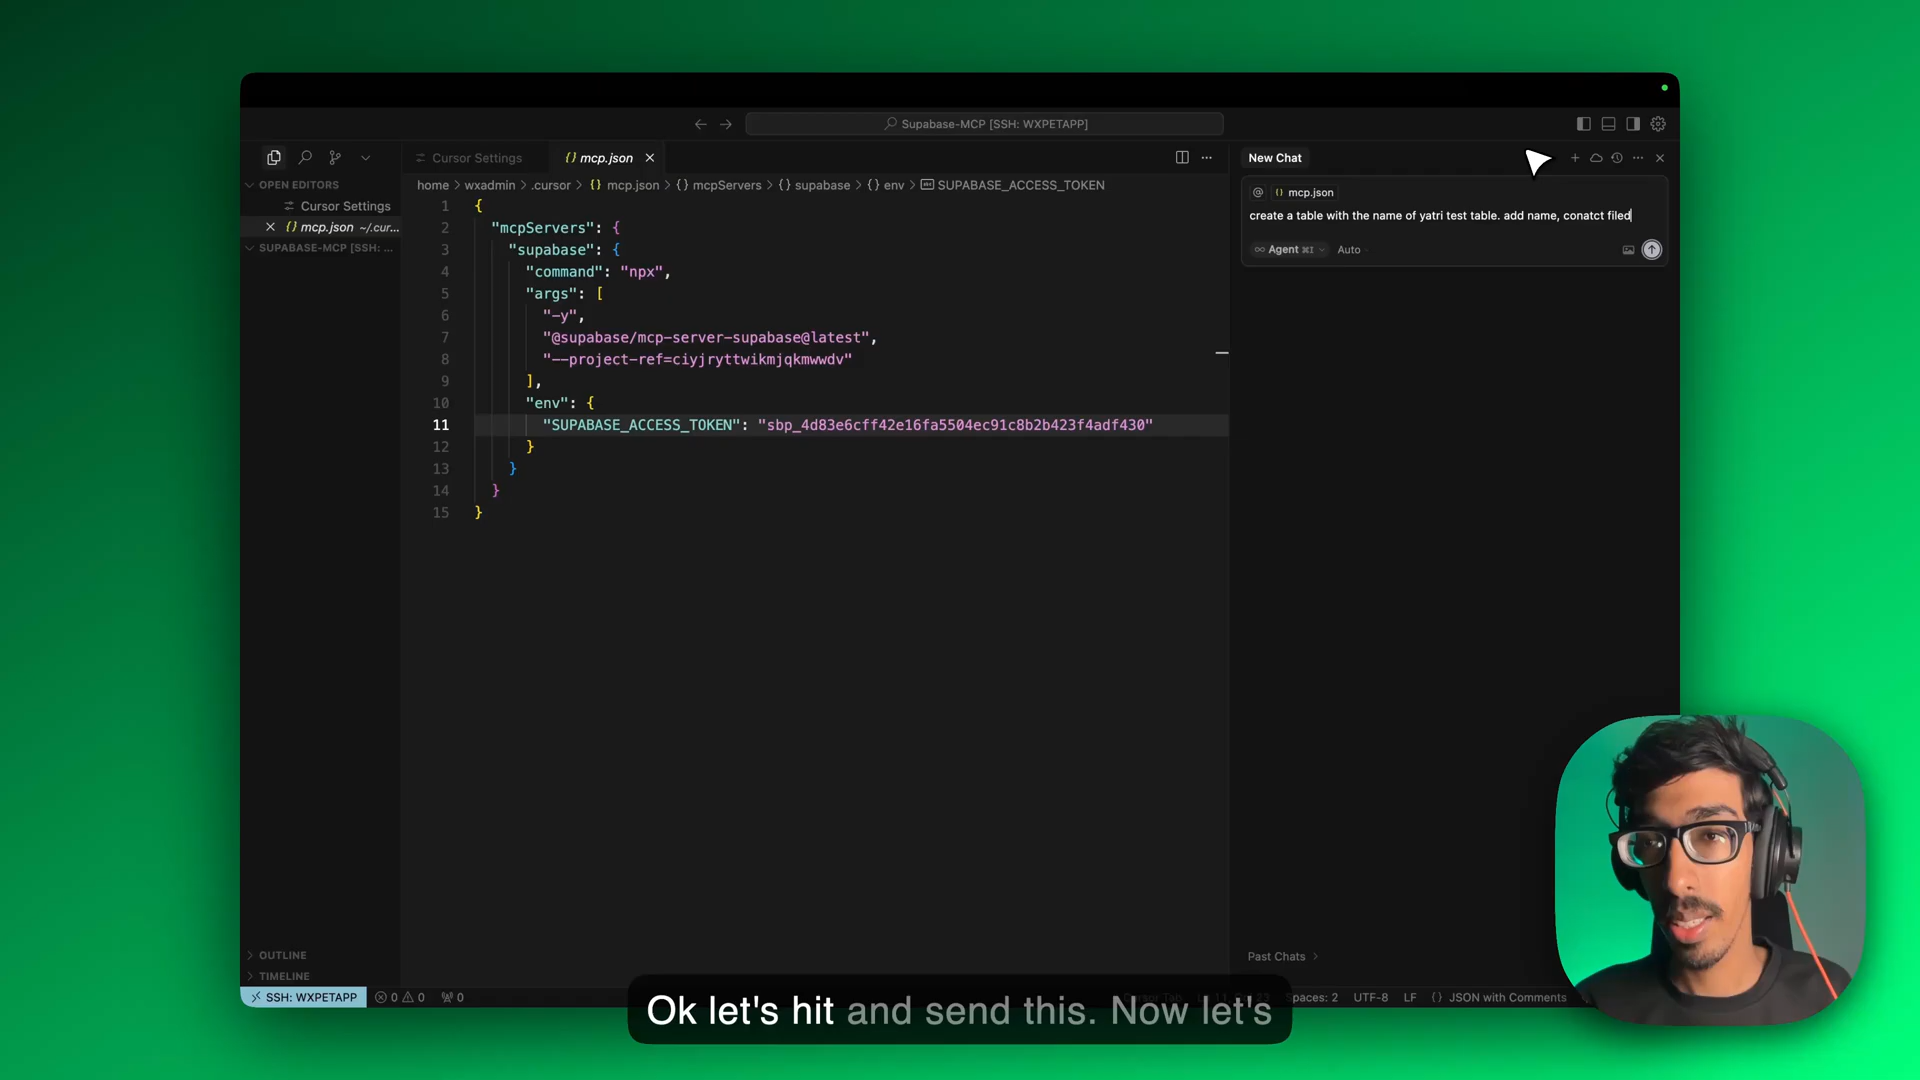 Supabase-MCP [SSH: WXPETAPP]
OPEN EDITORS
Cursor Settings
mcp.json ~/.cur...
SUPABASE-MCP [SSH: ...
OUTLINE
TIMELINE
Cursor Settings
{} mcp.json
home > wxadmin > .cursor > {} mcp.json > {} mcpServers > {} supabase > {} env > SUPABASE_ACCESS_TOKEN
1 {
2 "mcpServers": {
3 "supabase": {
4 "command": "npx",
5 "args": [
6 "-y",
7 "@supabase/mcp-server-supabase@latest",
8 "--project-ref=ciyjryttwikmjqkmwwdv"
9 ],
10 "env": {
11 "SUPABASE_ACCESS_TOKEN": "sbp_4d83e6cff42e16fa5504ec91c8b2b423f4adf430"
12 }
13 }
14 }
15 }
New Chat
@ {} mcp.json
create a table with the name of yatri test table. add name, conatct filed
Agent ⌘I Auto
Past Chats >
SSH: WXPETAPP 0 0 0
Spaces: 2 UTF-8 LF {} JSON with Comments
Ok let's hit and send this. Now let's